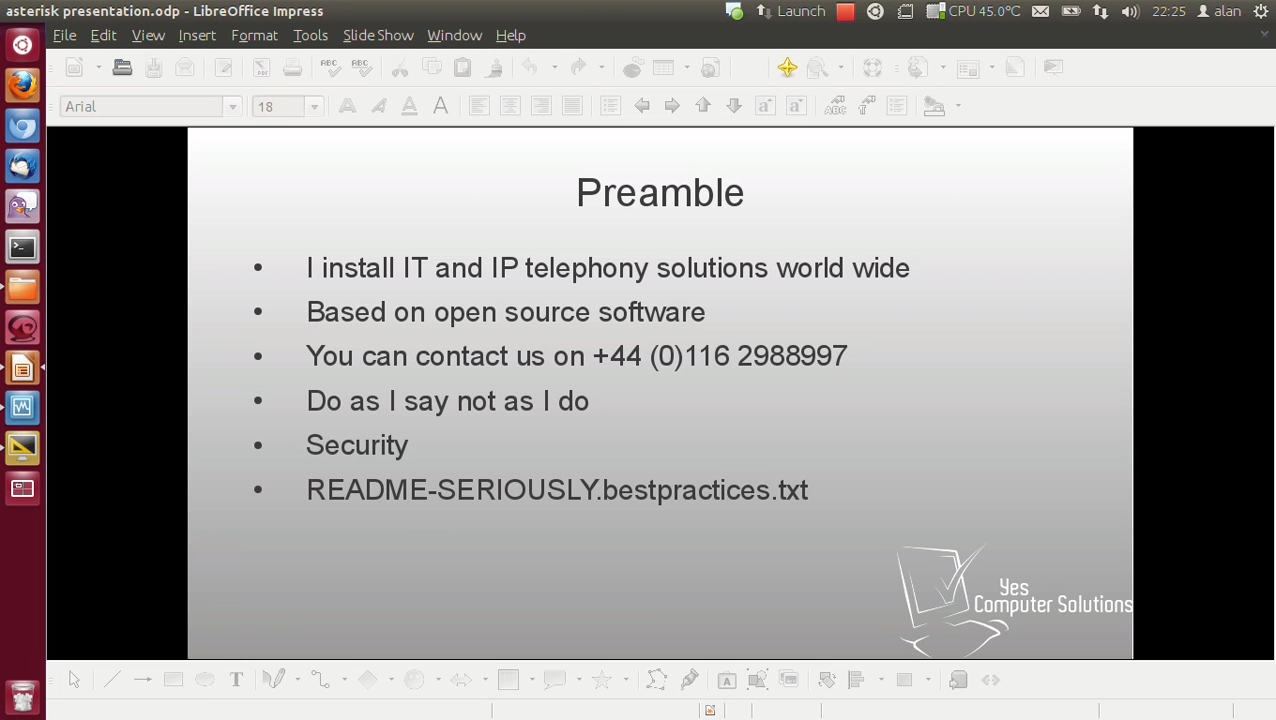 asterisk presentation.odp - LibreOffice Impress
Launch
CPU 45.0°C
22:25
alan
File Edit View Insert Format Tools Slide Show Window Help
Arial
18
Preamble
• I install IT and IP telephony solutions world wide
• Based on open source software
• You can contact us on +44 (0)116 2988997
• Do as I say not as I do
• Security
• README-SERIOUSLY.bestpractices.txt
Yes
Computer Solutions